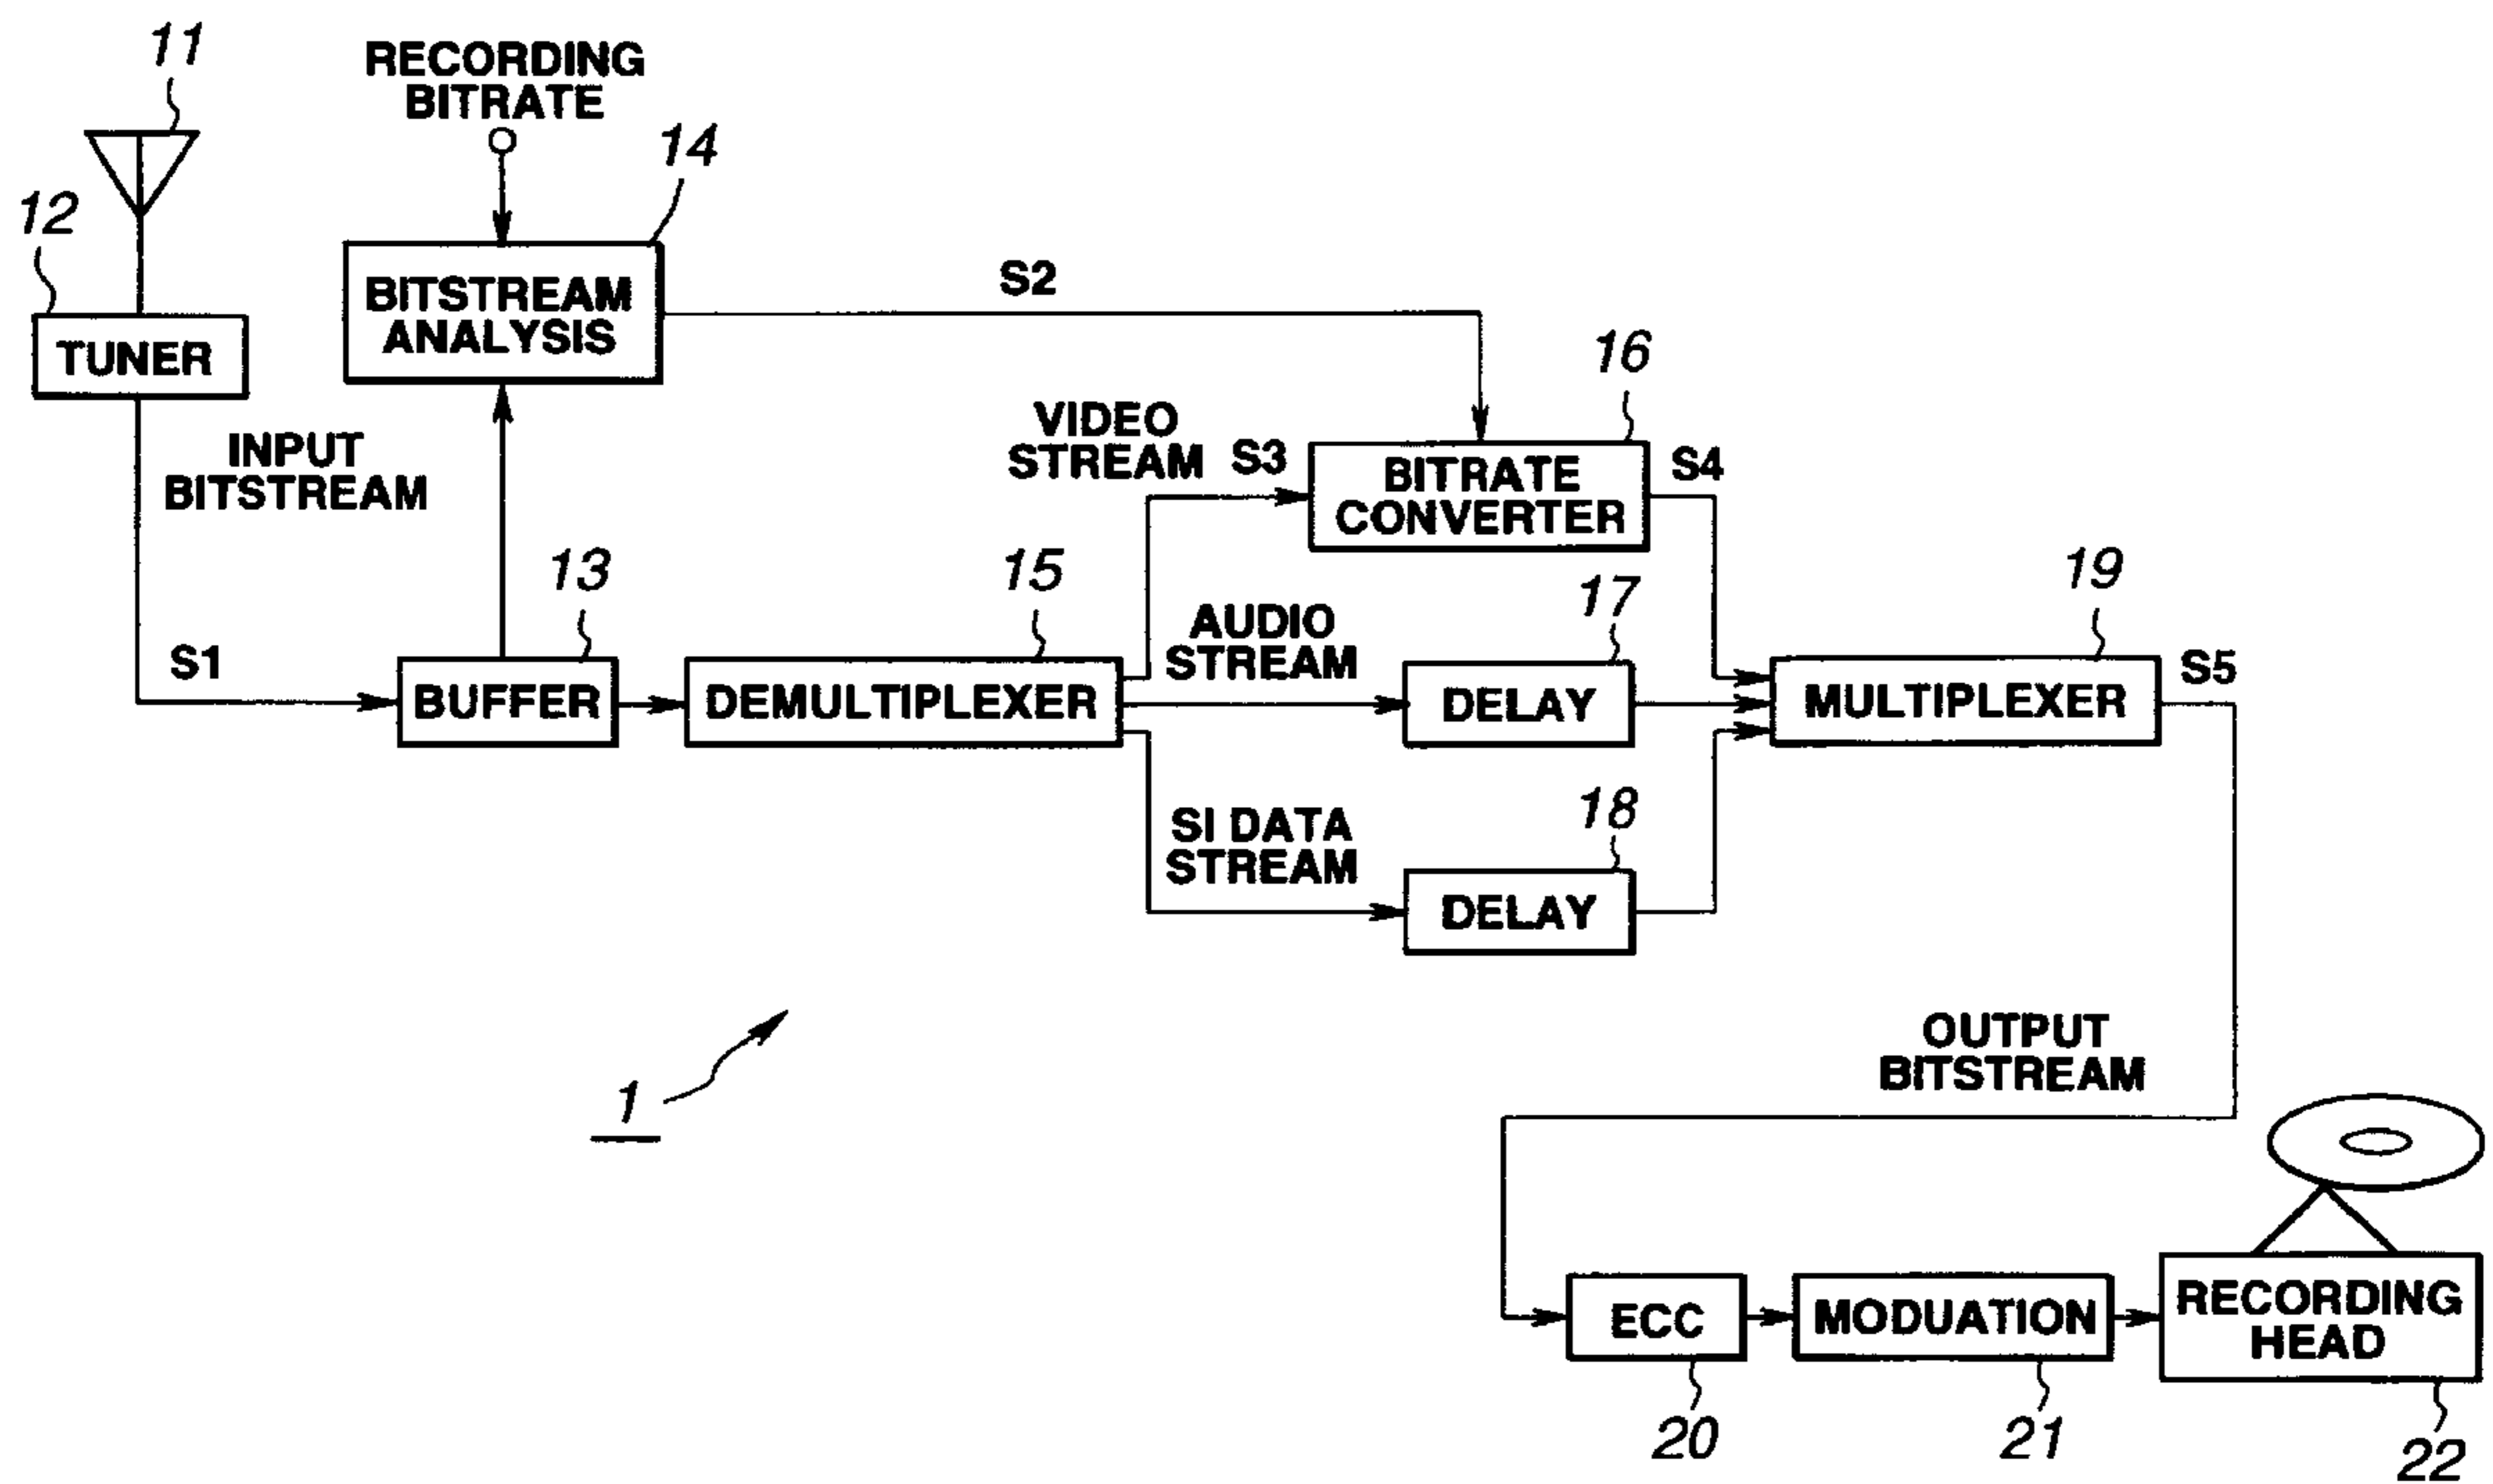 11
RECORDING
BITRATE
14
12
BITSTREAM
ANALYSIS
S2
TUNER
16
INPUT
BITSTREAM
VIDEO
STREAM
S3
BITRATE
CONVERTER
S4
13
15
17
19
S1
AUDIO
STREAM
BUFFER
DEMULTIPLEXER
DELAY
MULTIPLEXER
S5
18
SI DATA
STREAM
DELAY
OUTPUT
BITSTREAM
1
ECC
MODUATION
RECORDING
HEAD
20
21
22